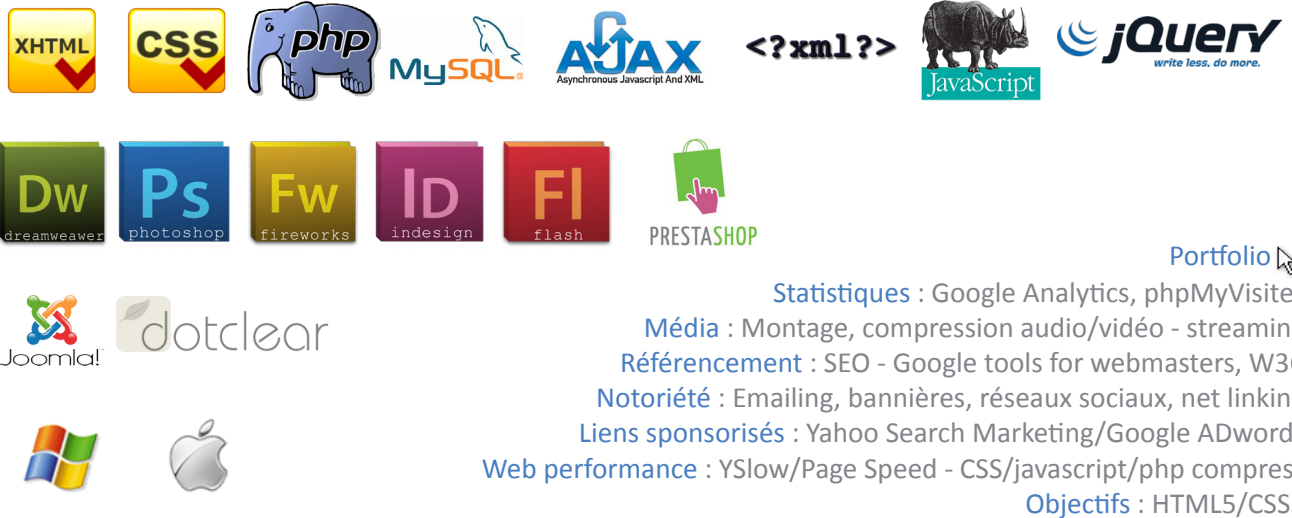 XHTML CSS php MySQL® AJAX <?xml?> JavaScript jQuery
Asynchronous Javascript And XML
write less. do more.
Dw Ps Fw ID Fl
dreamweawer photoshop fireworks indesign flash
PRESTASHOP
Portfolio
Statistiques : Google Analytics, phpMyVisite
Joomla! dotclear
Média : Montage, compression audio/vidéo - streamin
Référencement : SEO - Google tools for webmasters, W3C
Notoriété : Emailing, bannières, réseaux sociaux, net linkin
Liens sponsorisés : Yahoo Search Marketing/Google ADword
Web performance : YSlow/Page Speed - CSS/javascript/php compres
Objectifs : HTML5/CSS